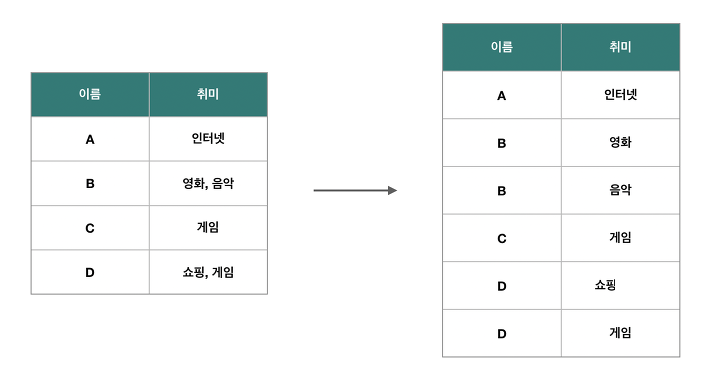 이름 취미
A 인터넷
B 영화, 음악
C 게임
D 쇼핑, 게임
이름 취미
A 인터넷
B 영화
B 음악
C 게임
D 쇼핑
D 게임